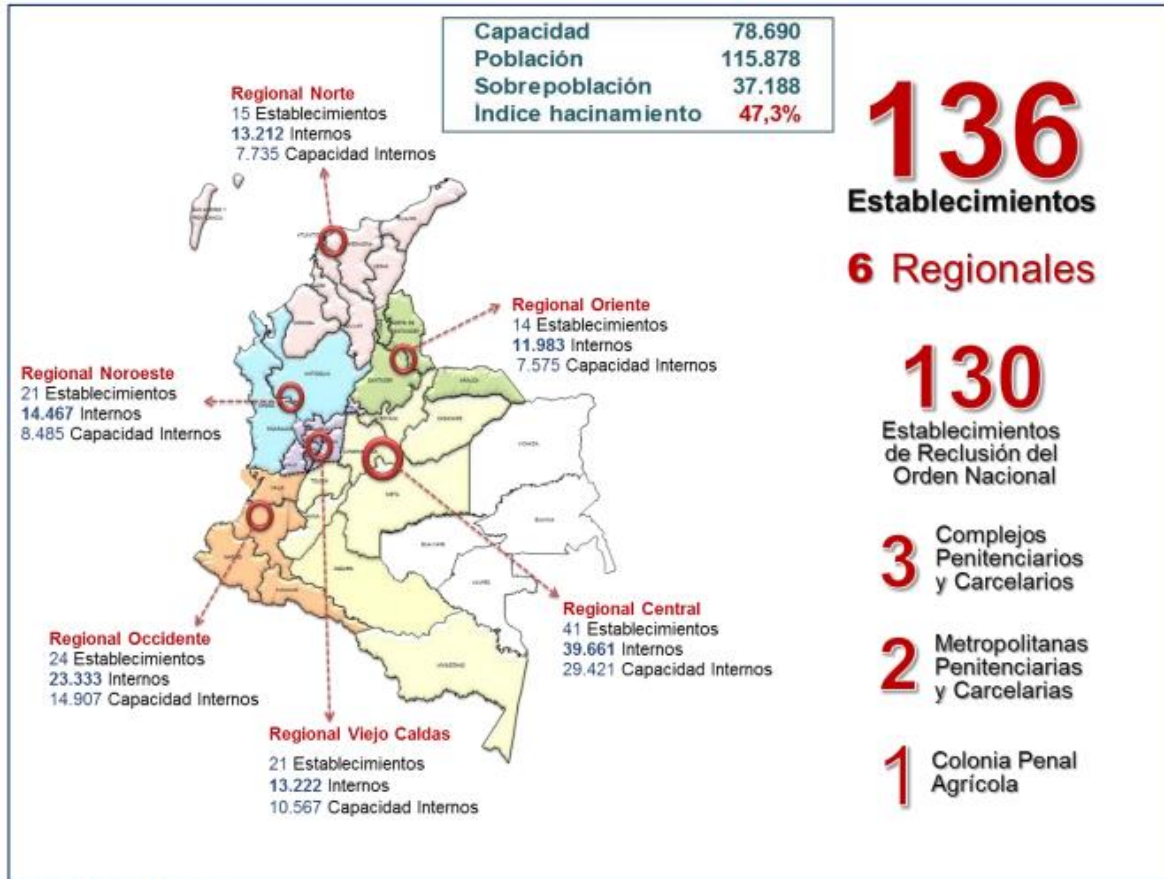 Capacidad 78.690
Población 115.878
Sobrepoblación 37.188
Índice hacinamiento 47,3%
Regional Norte
15 Establecimientos
13.212 Internos
7.735 Capacidad Internos
Regional Oriente
14 Establecimientos
11.983 Internos
7.575 Capacidad Internos
Regional Noroeste
21 Establecimientos
14.467 Internos
8.485 Capacidad Internos
Regional Central
41 Establecimientos
39.661 Internos
29.421 Capacidad Internos
Regional Occidente
24 Establecimientos
23.333 Internos
14.907 Capacidad Internos
Regional Viejo Caldas
21 Establecimientos
13.222 Internos
10.567 Capacidad Internos
136
Establecimientos
6 Regionales
130
Establecimientos
de Reclusión del
Orden Nacional
3
Complejos
Penitenciarios
y Carcelarios
2
Metropolitanas
Penitenciarias
y Carcelarias
1
Colonia Penal
Agrícola